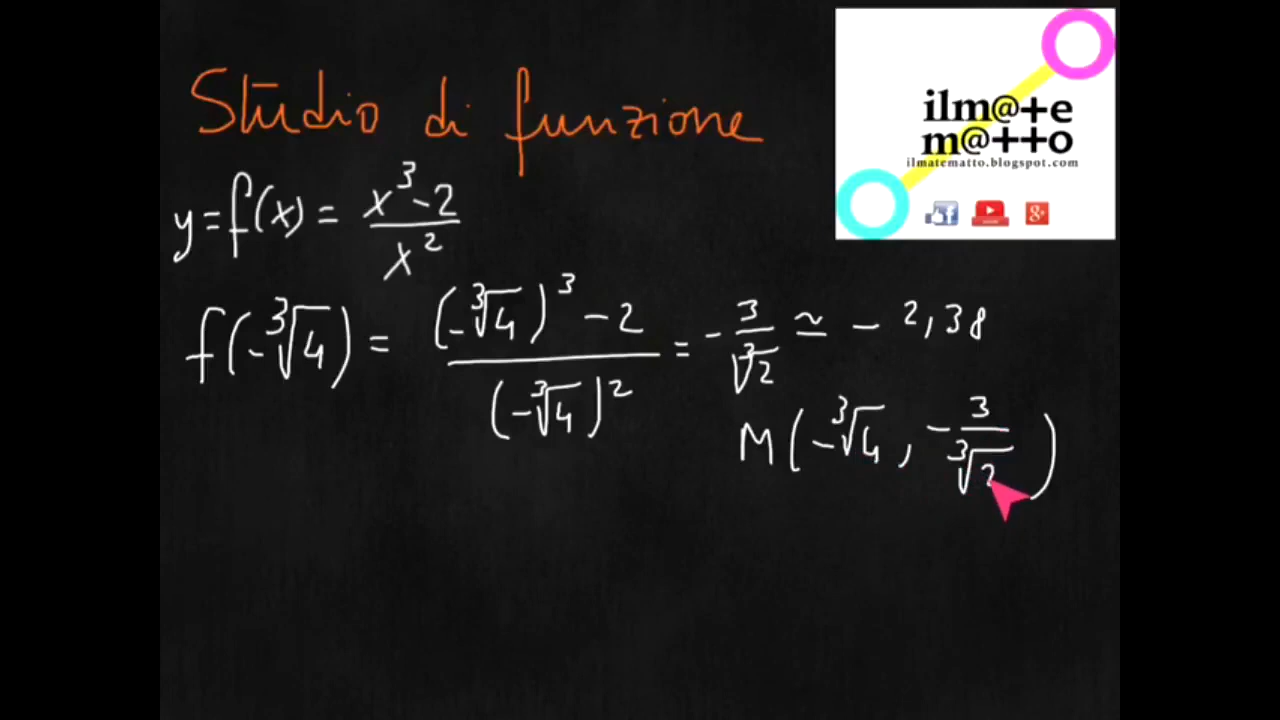 Studio di funzione
ilm@+e
m@++o
ilmatematto.blogspot.com
y=f(x) = (x³-2)/x²
f(-∛4) = ((-∛4)³-2)/(-∛4)² = -3/∛2 ≃ -2,38
M(-∛4, -3/∛2)